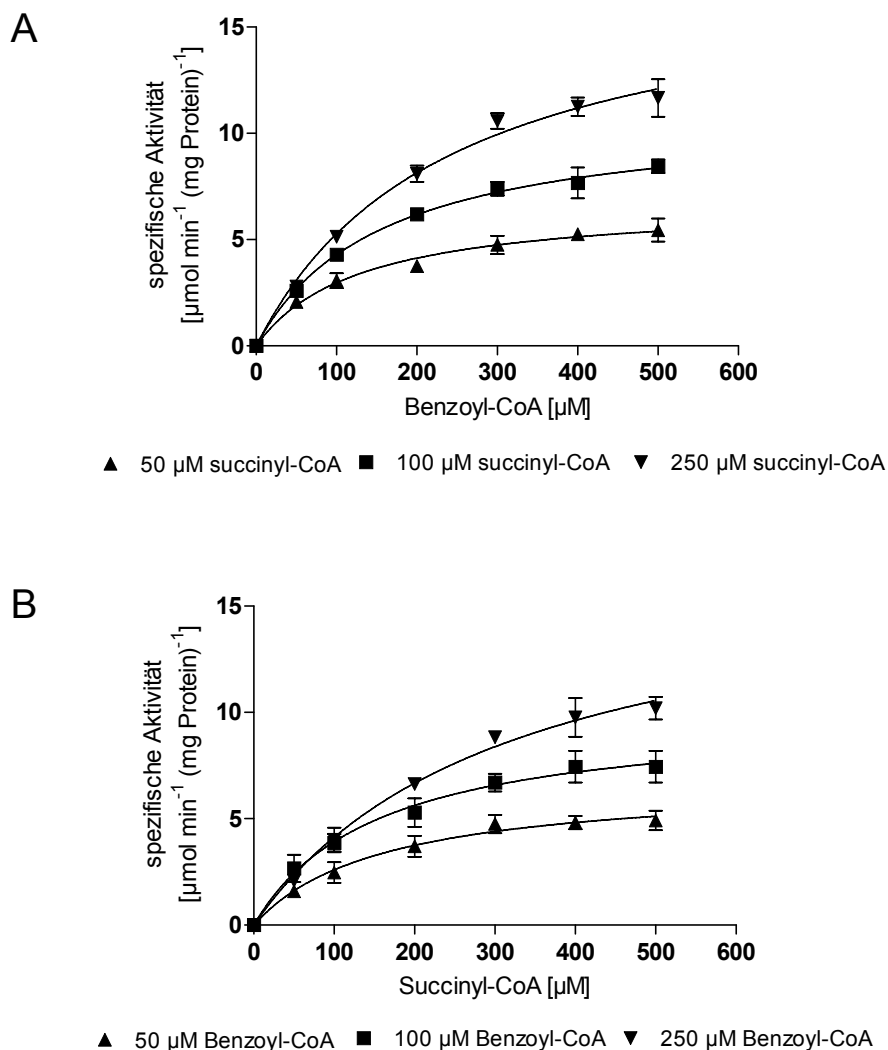 A
spezifische Aktivität
[µmol min⁻¹ (mg Protein)⁻¹]
15
10
5
0
0 100 200 300 400 500 600
Benzoyl-CoA [µM]
50 µM succinyl-CoA 100 µM succinyl-CoA 250 µM succinyl-CoA
B
spezifische Aktivität
[µmol min⁻¹ (mg Protein)⁻¹]
15
10
5
0
0 100 200 300 400 500 600
Succinyl-CoA [µM]
50 µM Benzoyl-CoA 100 µM Benzoyl-CoA 250 µM Benzoyl-CoA